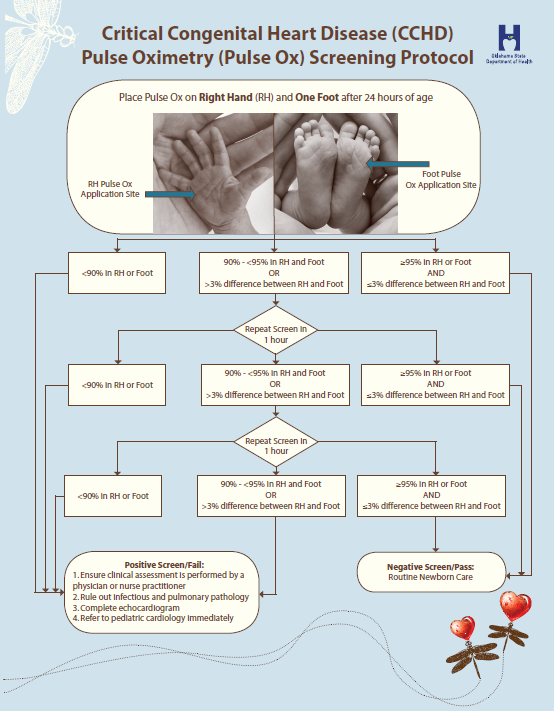 Critical Congenital Heart Disease (CCHD)
Pulse Oximetry (Pulse Ox) Screening Protocol
H
Oklahoma State
Department of Health
Place Pulse Ox on Right Hand (RH) and One Foot after 24 hours of age
RH Pulse Ox
Application Site
Foot Pulse
Ox Application Site
<90% In RH or Foot
90% - <95% In RH and Foot
OR
>3% difference between RH and Foot
≥95% In RH or Foot
AND
≤3% difference between RH and Foot
Repeat Screen In
1 hour
<90% In RH or Foot
90% - <95% In RH and Foot
OR
>3% difference between RH and Foot
≥95% In RH or Foot
AND
≤3% difference between RH and Foot
Repeat Screen In
1 hour
<90% In RH or Foot
90% - <95% In RH and Foot
OR
>3% difference between RH and Foot
≥95% In RH or Foot
AND
≤3% difference between RH and Foot
Positive Screen/Fail:
1. Ensure clinical assessment is performed by a
physician or nurse practitioner
2. Rule out infectious and pulmonary pathology
3. Complete echocardiogram
4. Refer to pediatric cardiology immediately
Negative Screen/Pass:
Routine Newborn Care